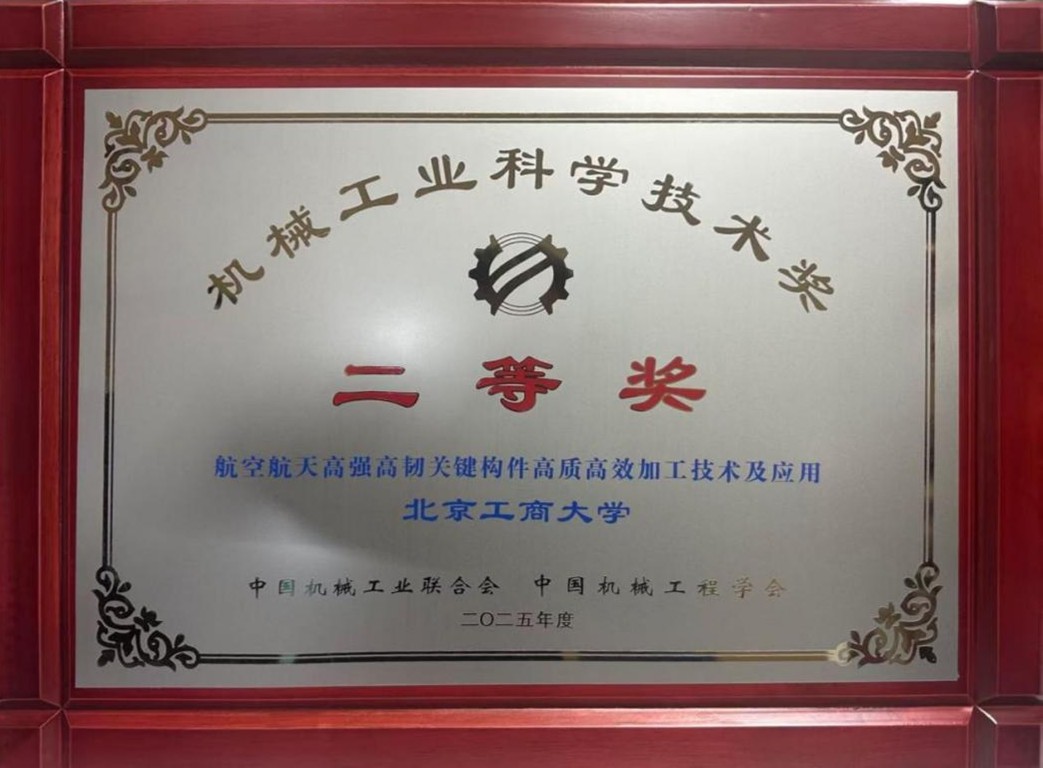 机械工业科学技术奖
二等奖
航空航天高强高韧关键构件高质高效加工技术及应用
北京工商大学
中国机械工业联合会 中国机械工程学会
二〇二五年度